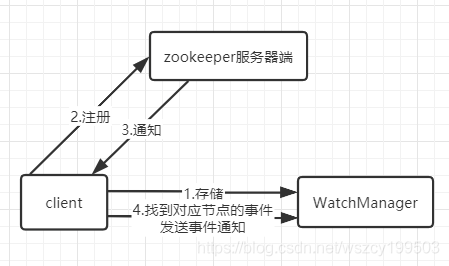 zookeeper服务器端
2.注册
3.通知
client
1.存储
4.找到对应节点的事件
发送事件通知
WatchManager
https://blog.csdn.net/wszcy199503